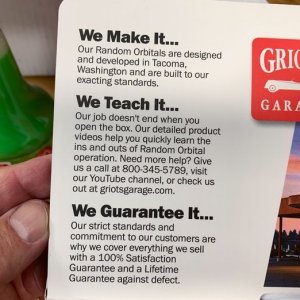 We Make It...
Our Random Orbitals are designed
and developed in Tacoma,
Washington and are built to our
exacting standards.
We Teach It...
Our job doesn't end when you
open the box. Our detailed product
videos help you quickly learn the
ins and outs of Random Orbital
operation. Need more help? Give
us a call at 800-345-5789, visit
our YouTube channel, or check us
out at griotsgarage.com.
We Guarantee It...
Our strict standards and
commitment to our customers are
why we cover everything we sell
with a 100% Satisfaction
Guarantee and a Lifetime
Guarantee against defect.
GRIO
GARA